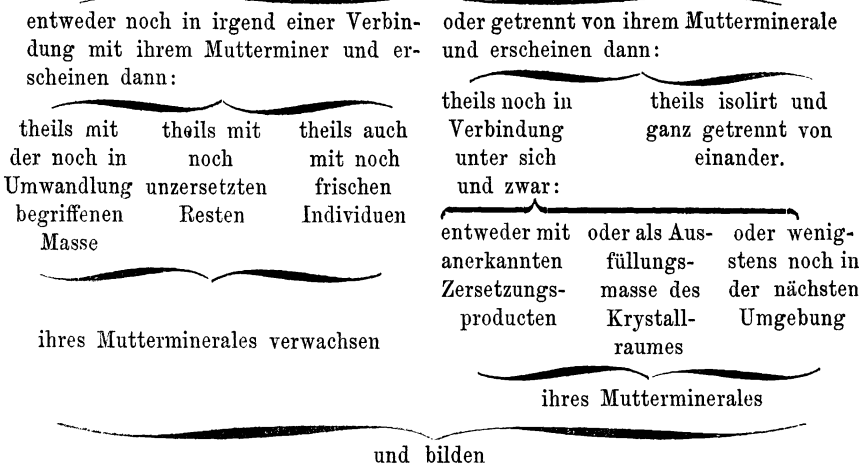 entweder noch in irgend einer Verbin-
dung mit ihrem Mutterminer und er-
scheinen dann:
theils mit
der noch in
Umwandlung
begriffenen
Masse
theils mit
noch
unzersetzten
Resten
theils auch
mit noch
frischen
Individuen
ihres Mutterminerales verwachsen
oder getrennt von ihrem Mutterminerale
und erscheinen dann:
theils noch in
Verbindung
unter sich
und zwar:
theils isolirt und
ganz getrennt von
einander.
entweder mit
anerkannten
Zersetzungs-
producten
oder als Aus-
füllungs-
masse des
Krystall-
raumes
oder wenig-
stens noch in
der nächsten
Umgebung
ihres Mutterminerales
und bilden